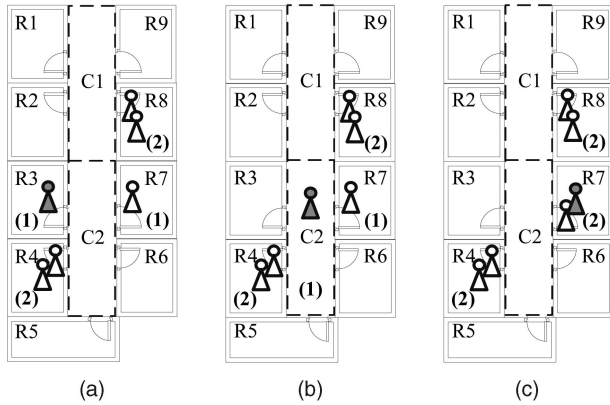 R1 R9
C1
R2 R8
(2)
R3 R7
(1) (1)
C2
R4 R6
(2)
R5
(a)
R1 R9
C1
R2 R8
(2)
R3 R7
(1)
C2
R4 R6
(2) (1)
R5
(b)
R1 R9
C1
R2 R8
(2)
R3 R7
(2)
C2
R4 R6
(2)
R5
(c)